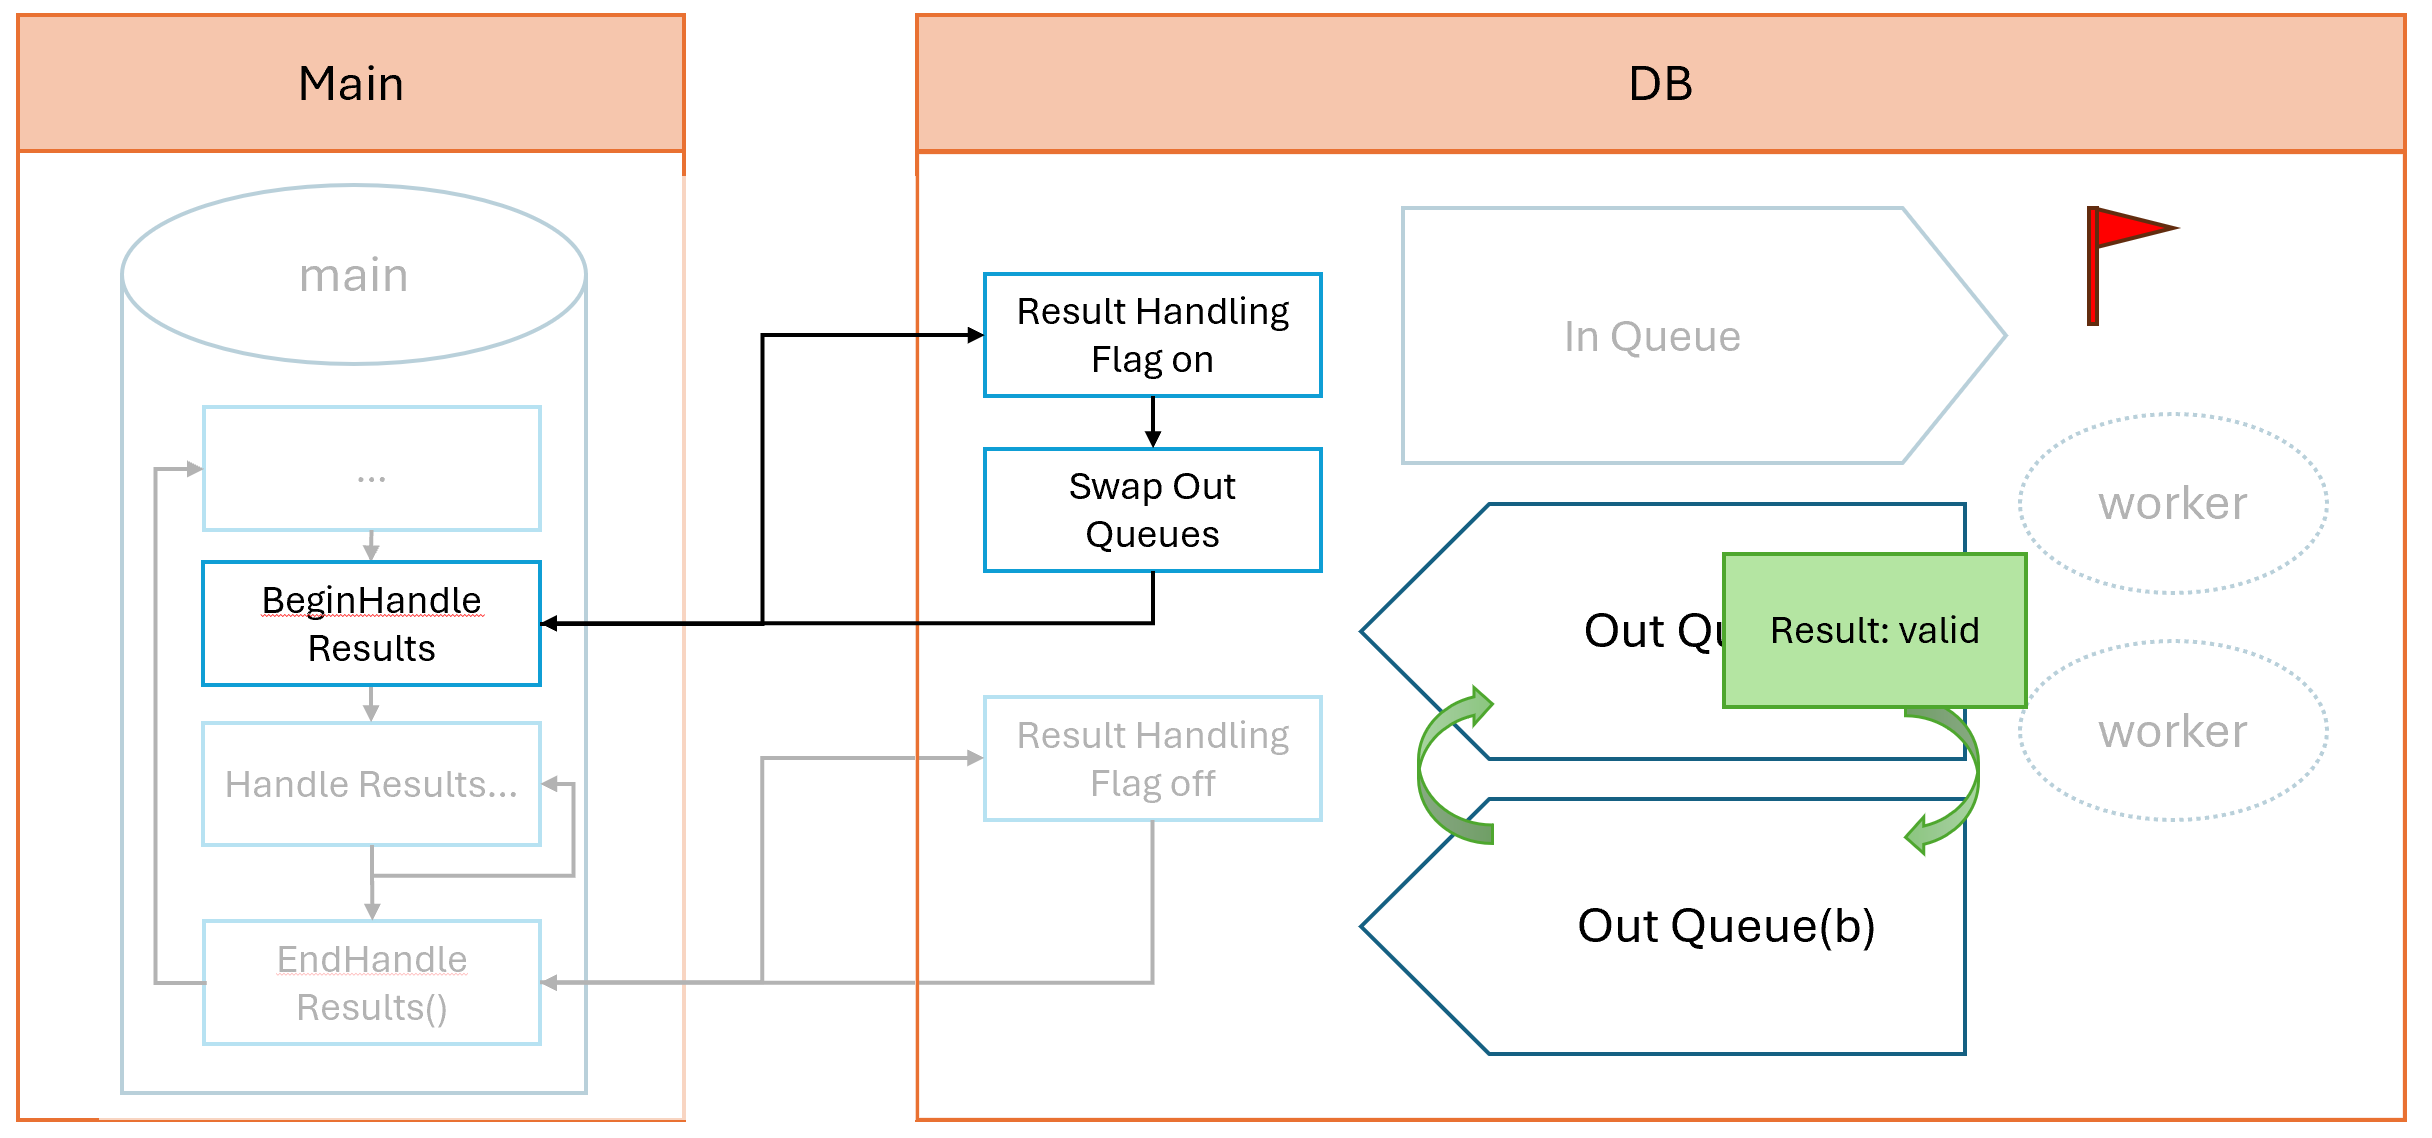 Main
DB
main
...
BeginHandle
Results
Handle Results...
EndHandle
Results()
Result Handling
Flag on
Swap Out
Queues
Result Handling
Flag off
In Queue
Out
Result: valid
Out Queue(b)
worker
worker